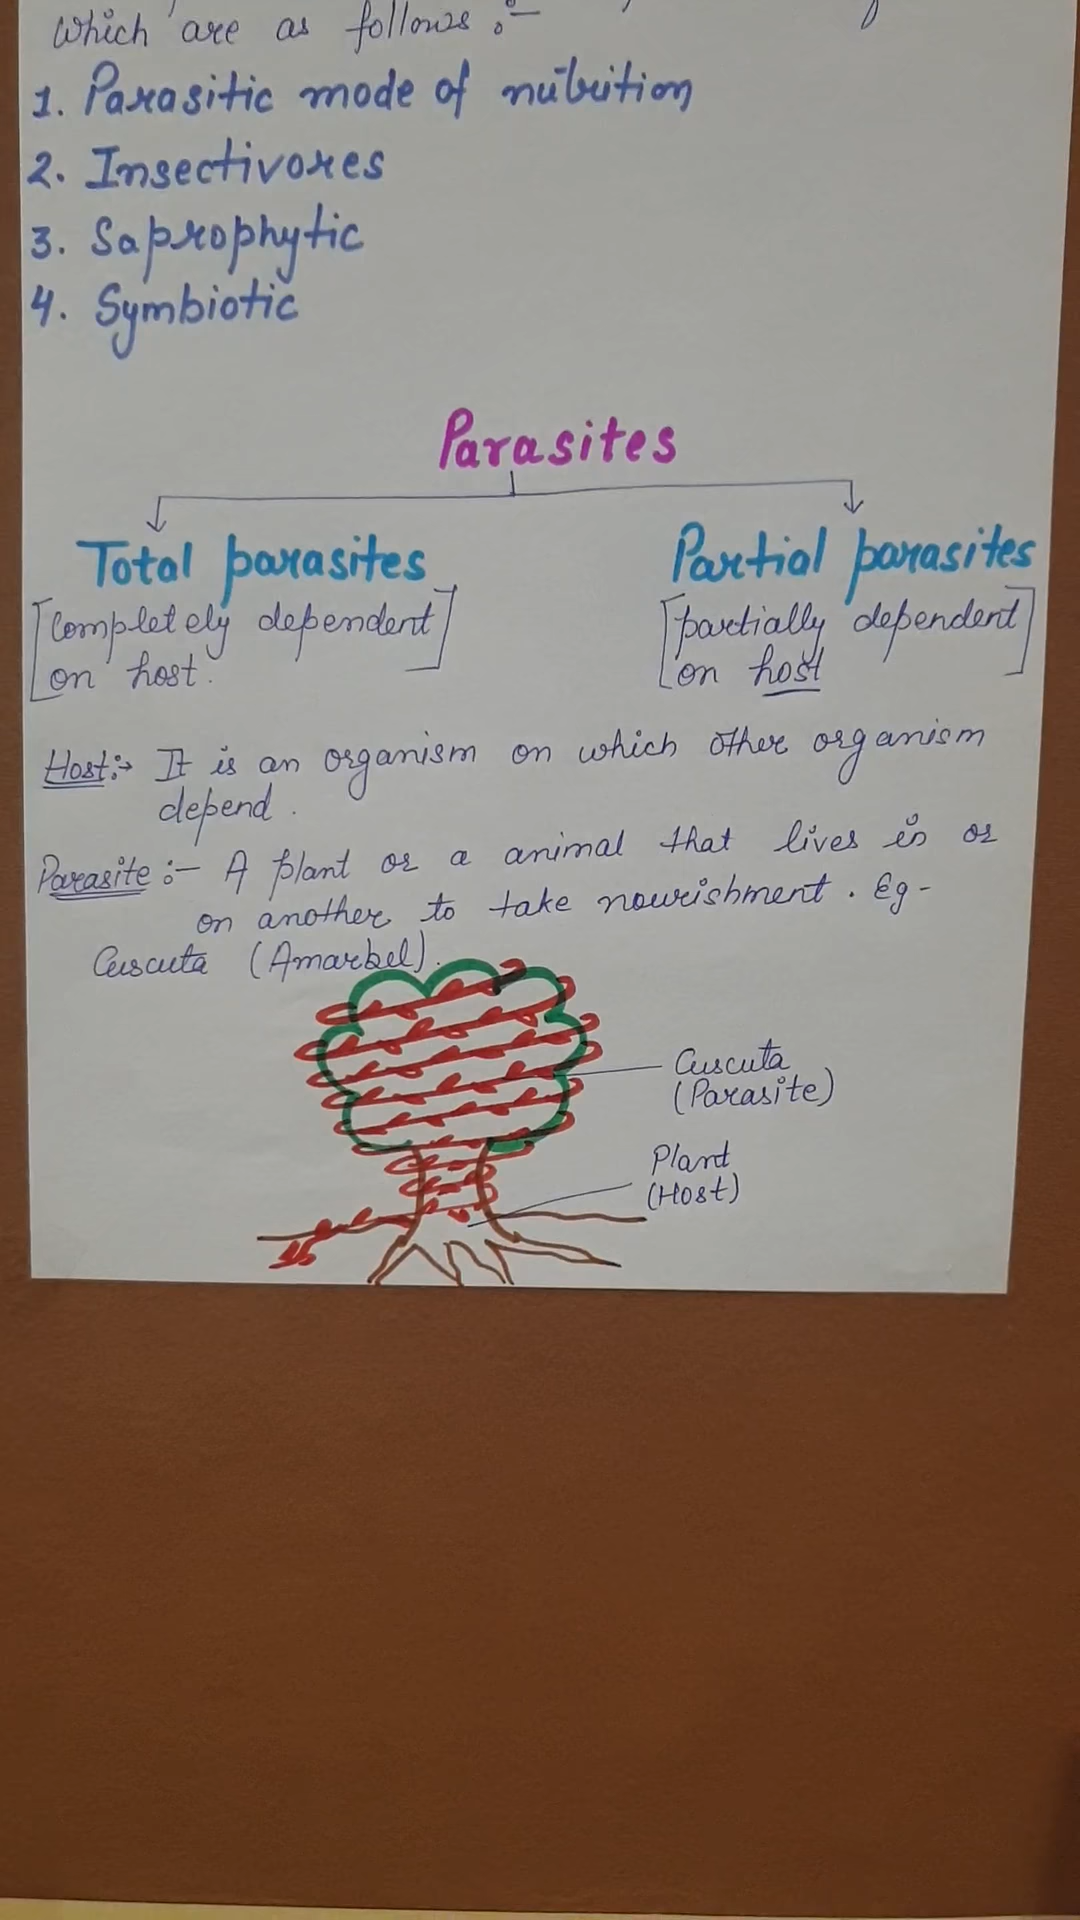 which are as follows :-
1. Parasitic mode of nutrition
2. Insectivores
3. Saprophytic
4. Symbiotic
Parasites
Total parasites
[completely dependent
on host.]
Partial parasites
[partially dependent
on host]
Host:→ It is an organism on which other organism
depend.
Parasite :- A plant or a animal that lives in or
on another to take nourishment. Eg-
Cuscuta (Amarbel).
Cuscuta
(Parasite)
Plant
(Host)